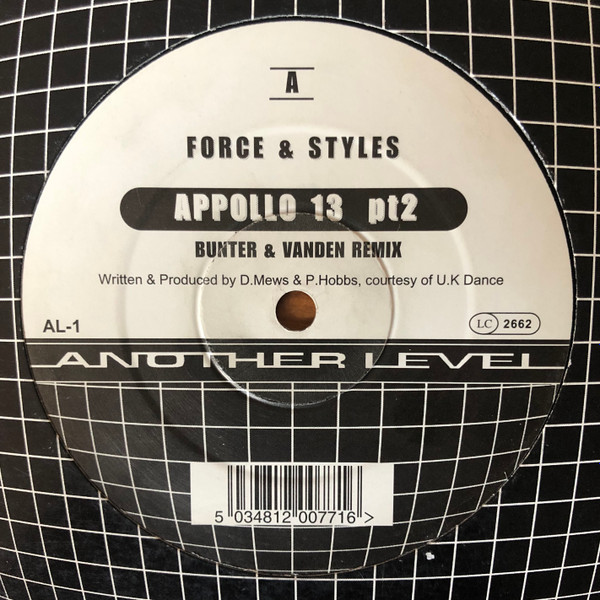 A
FORCE & STYLES
APPOLLO 13 pt2
BUNTER & VANDEN REMIX
Written & Produced by D.Mews & P.Hobbs, courtesy of U.K Dance
AL-1
LC 2662
ANOTHER LEVEL
5 034812 007716 >